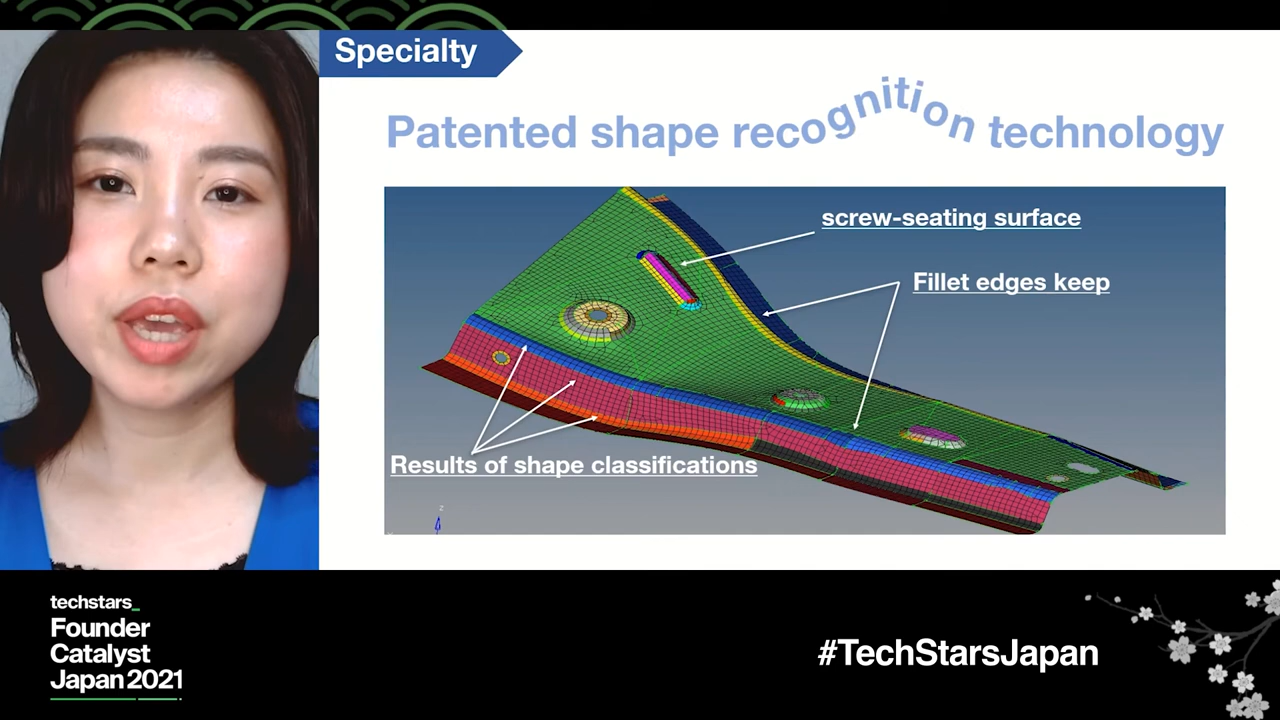 Specialty
Patented shape recognition technology
screw-seating surface
Fillet edges keep
Results of shape classifications
z
techstars_
Founder
Catalyst
Japan 2021
#TechStarsJapan